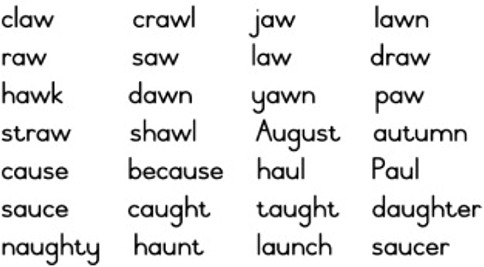 claw crawl jaw lawn
raw saw law draw
hawk dawn yawn paw
straw shawl August autumn
cause because haul Paul
sauce caught taught daughter
naughty haunt launch saucer